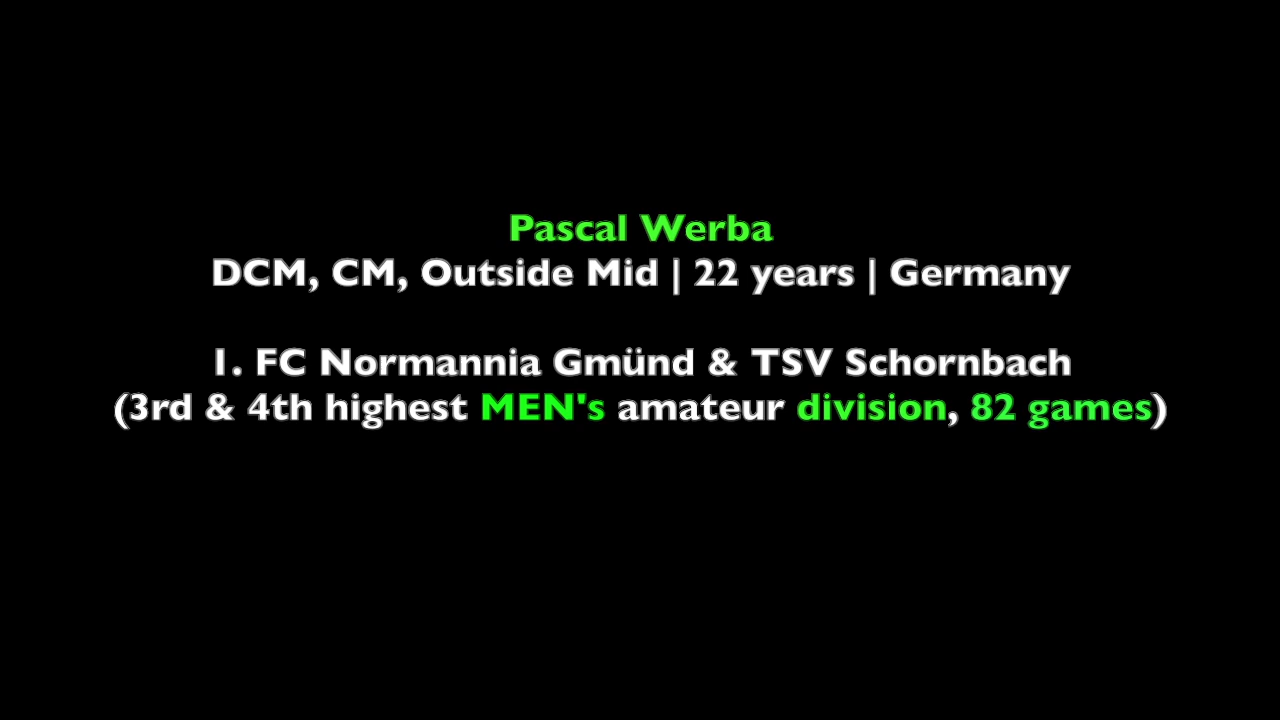 Pascal Werba
DCM, CM, Outside Mid | 22 years | Germany
1. FC Normannia Gmünd & TSV Schornbach
(3rd & 4th highest MEN's amateur division, 82 games)